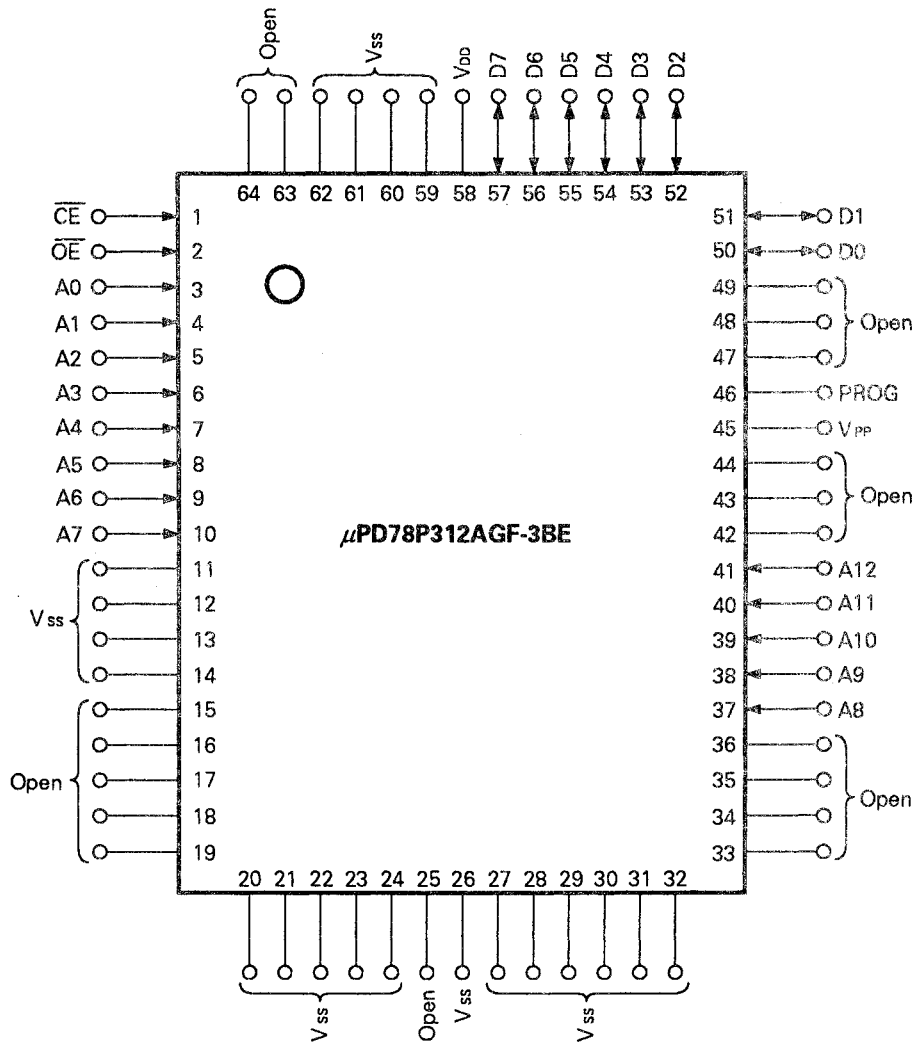 Open
Vss
VDD
D7
D6
D5
D4
D3
D2
64 63 62 61 60 59 58 57 56 55 54 53 52
C̅E̅ 1
O̅E̅ 2
A0 3
A1 4
A2 5
A3 6
A4 7
A5 8
A6 9
A7 10
11
12
Vss
13
14
15
16
Open 17
18
19
51 D1
50 D0
49
48 Open
47
46 PROG
45 VPP
44
43 Open
42
41 A12
40 A11
39 A10
38 A9
37 A8
36
35
Open
34
33
μPD78P312AGF-3BE
20 21 22 23 24 25 26 27 28 29 30 31 32
Vss
Open
Vss
Vss